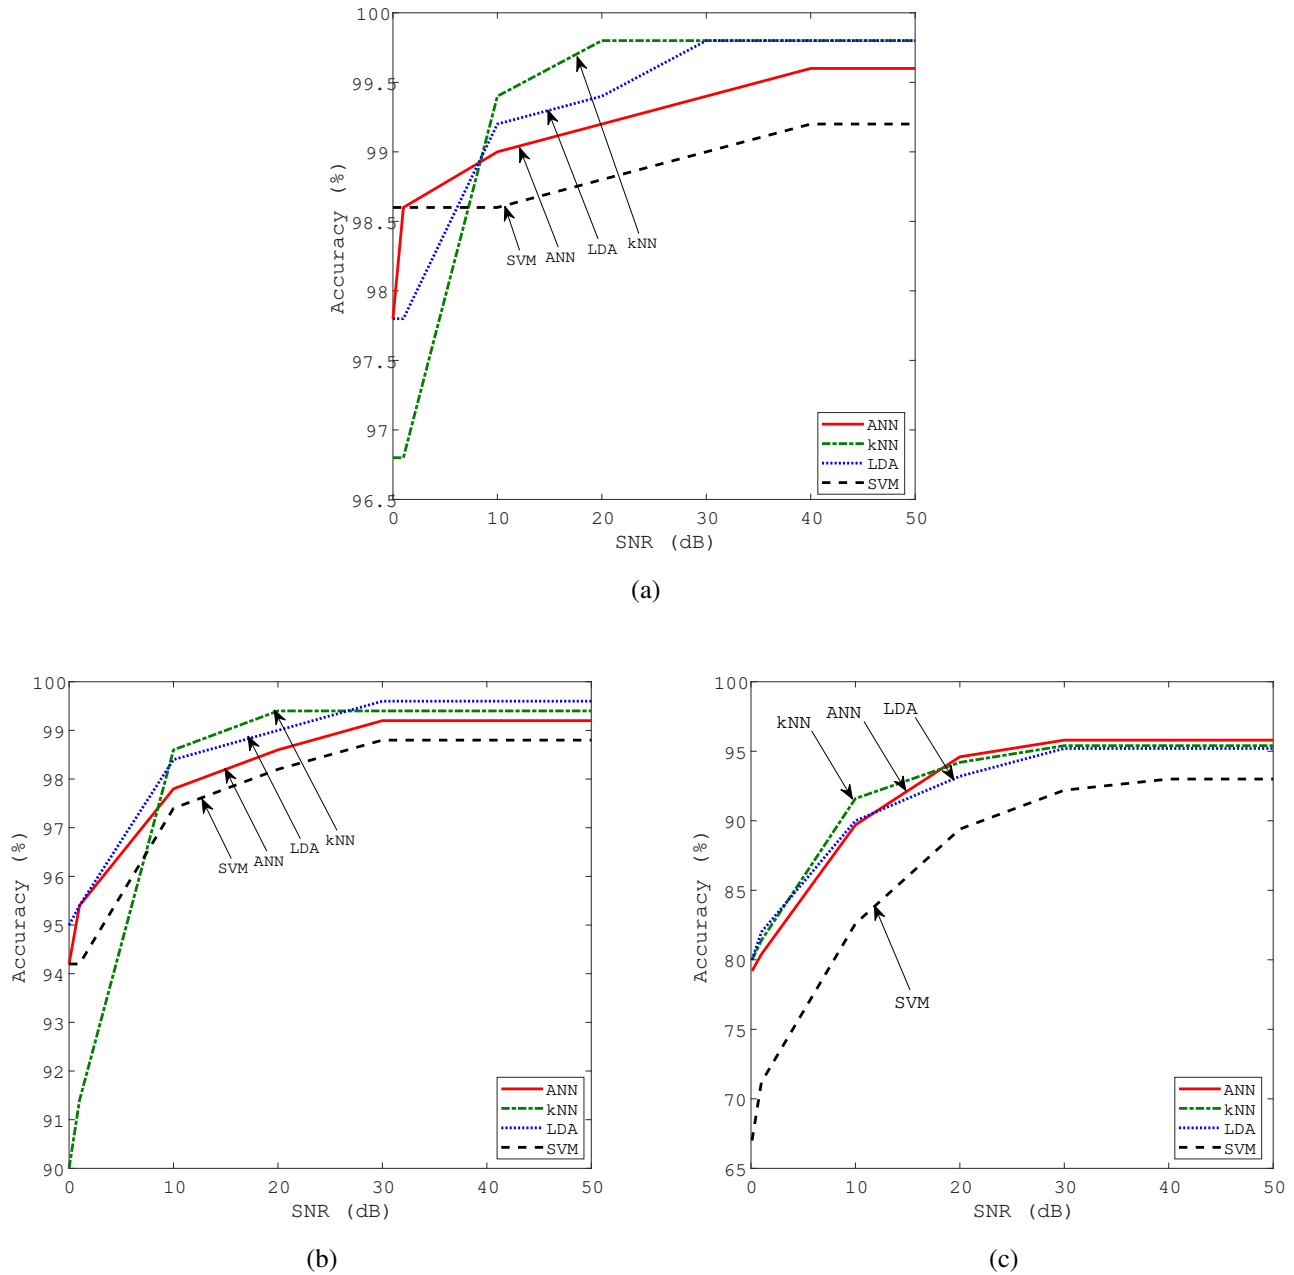 100
99.5
99
98.5
98
97.5
97
96.5
Accuracy (%)
SVM ANN LDA kNN
ANN
kNN
LDA
SVM
0 10 20 30 40 50
SNR (dB)
(a)
100
99
98
97
96
95
94
93
92
91
90
Accuracy (%)
SVM ANN LDA kNN
ANN
kNN
LDA
SVM
0 10 20 30 40 50
SNR (dB)
(b)
100
95
90
85
80
75
70
65
Accuracy (%)
kNN ANN LDA
SVM
ANN
kNN
LDA
SVM
0 10 20 30 40 50
SNR (dB)
(c)